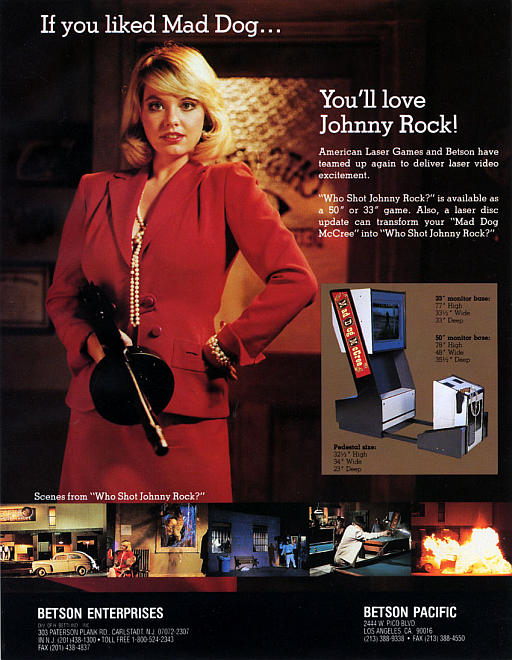 If you liked Mad Dog...
You'll love
Johnny Rock!
American Laser Games and Betson have
teamed up again to deliver laser video
excitement.
"Who Shot Johnny Rock?" is available as
a 50" or 33" game. Also, a laser disc
update can transform your "Mad Dog
McCree" into "Who Shot Johnny Rock?"
Mad Dog McCree
33" monitor base:
77" High
33½" Wide
33" Deep
50" monitor base:
78" High
48" Wide
35½" Deep
Pedestal size:
32½" High
34" Wide
23" Deep
Scenes from "Who Shot Johnny Rock?"
BETSON ENTERPRISES
303 PATERSON PLANK RD., CARLSTADT, N.J. 07072-2307
IN N.J. (201)438-1300 • TOLL FREE 1-800-524-2343
FAX (201) 438-4837
BETSON PACIFIC
2444 W. PICO BLVD.
LOS ANGELES, CA. 90016
(213) 388-9338 • FAX (213) 388-4550